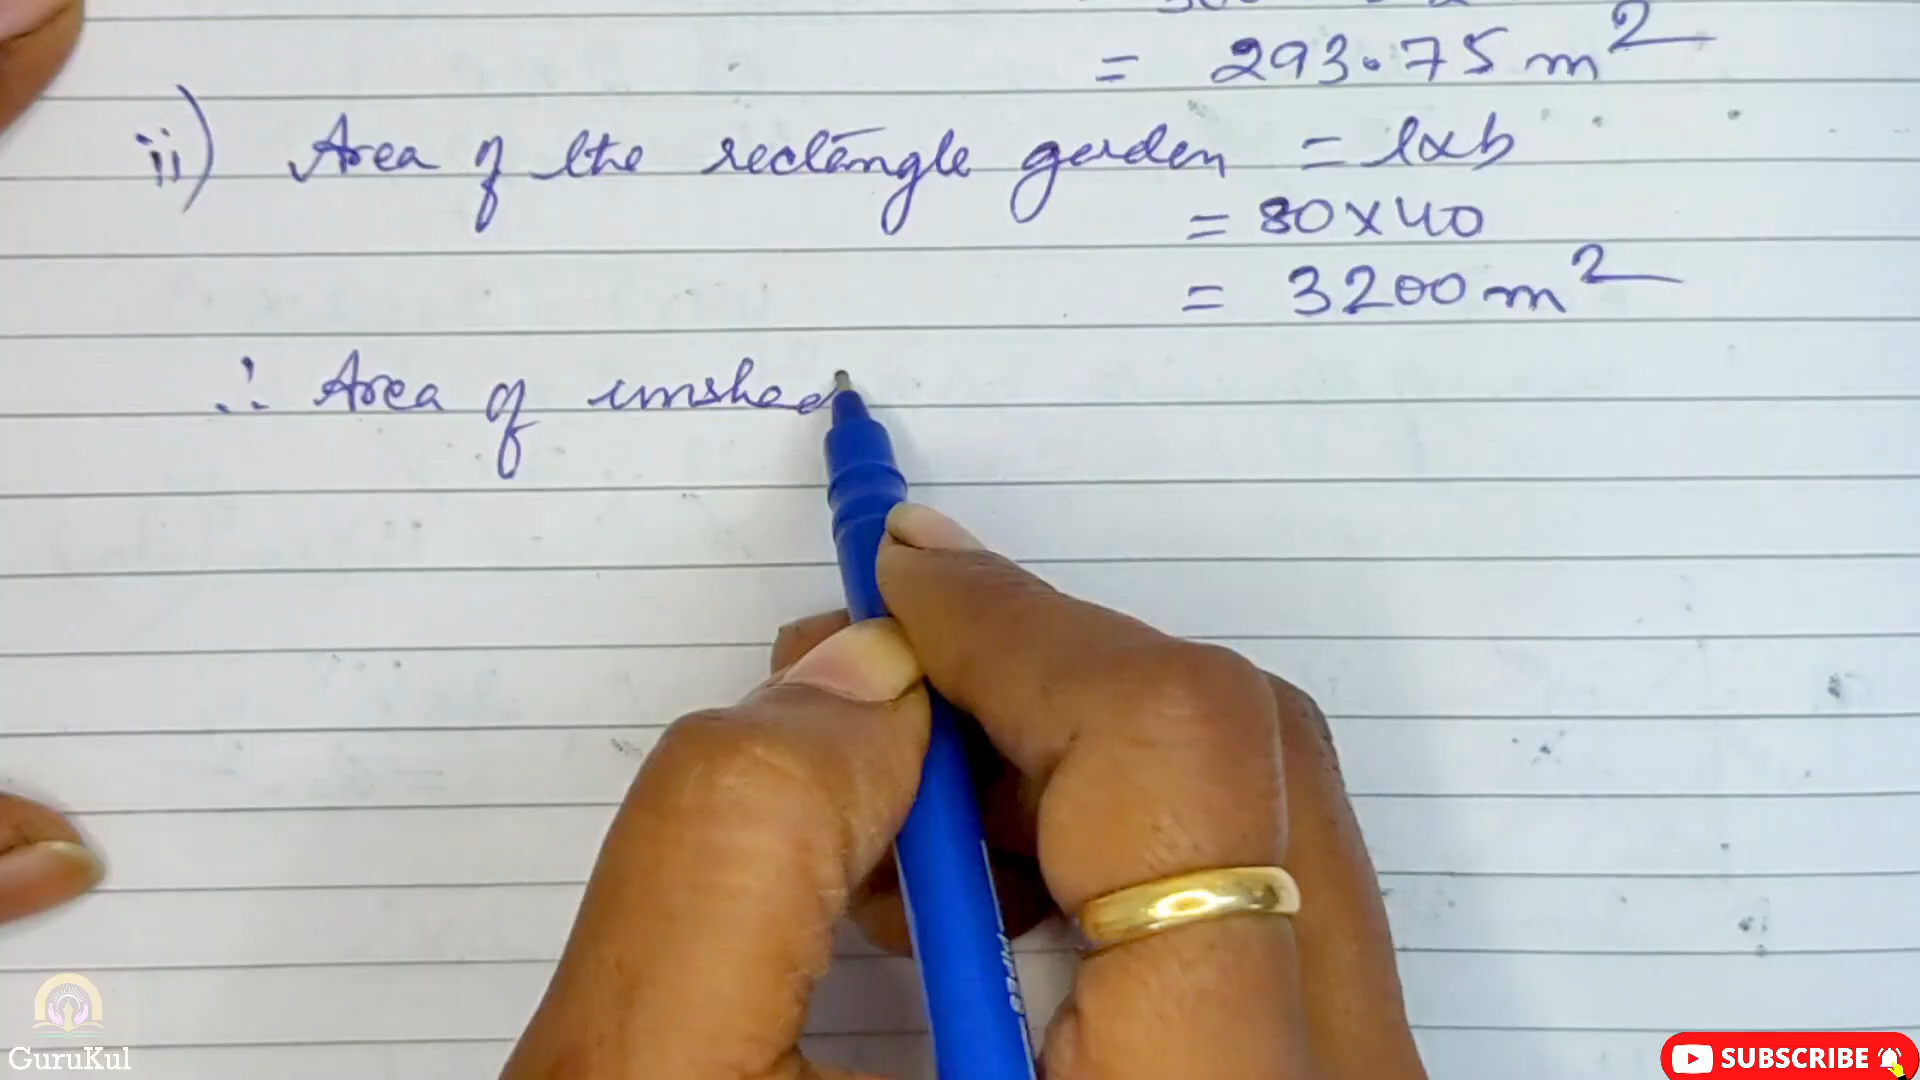 = 293.75 m²
ii) Area of the rectangle garden = l×b
= 80×40
= 3200 m²
∴ Area of unshad
GuruKul
SUBSCRIBE